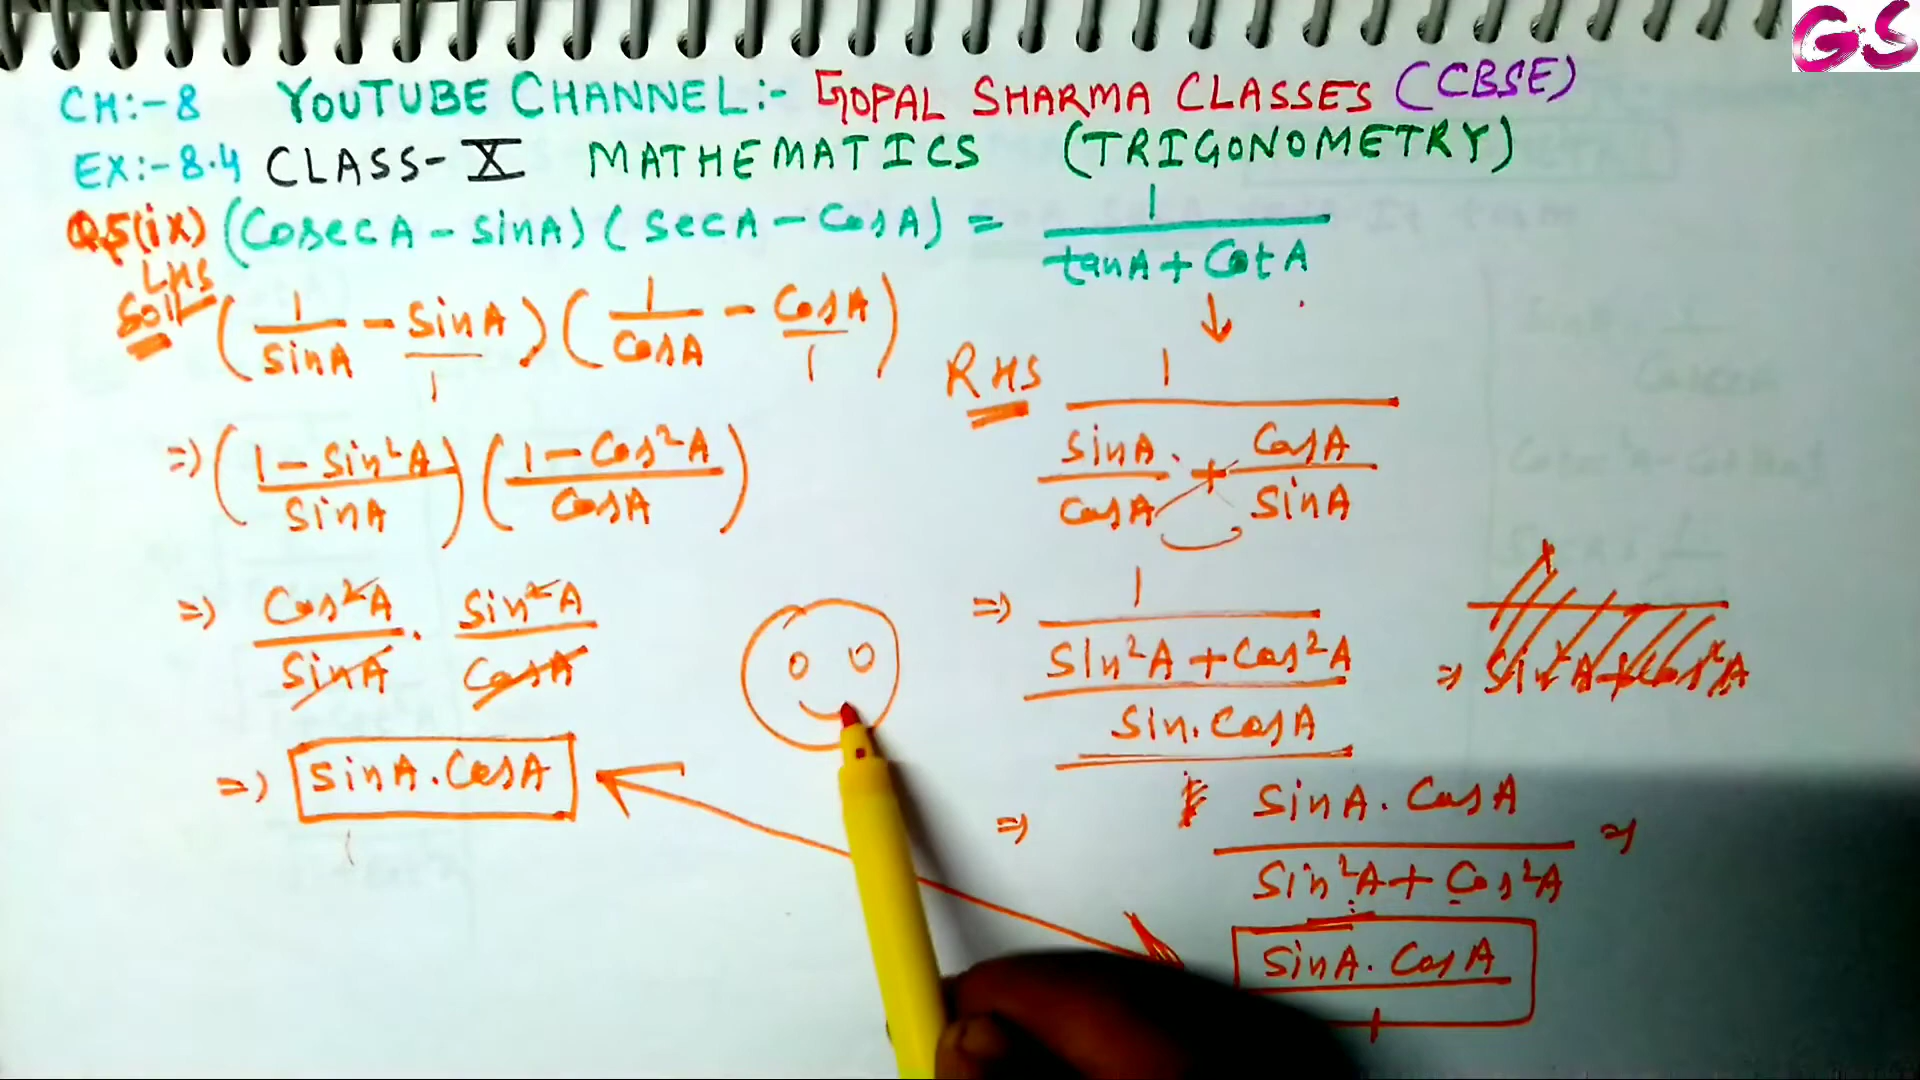 GS
CH:-8 YOUTUBE CHANNEL:- GOPAL SHARMA CLASSES (CBSE)
EX:-8.4 CLASS-X MATHEMATICS (TRIGONOMETRY)
Q.5(ix) (CosecA - sinA) (secA - CosA) = 1
tanA + CotA
LHS
Sol: (1/sinA - sinA/1) (1/CosA - CosA/1)
=> (1 - Sin²A/SinA) (1 - Cos²A/CosA)
=> Cos²A/SinA . Sin²A/CosA
=> sinA . CosA
↓
RHS 1
sinA/CosA + CosA/SinA
=> 1
Sin²A + Cos²A
Sin. CosA
=> Sin²A + Cos²A
=> SinA . CosA =>
Sin²A + Cos²A
SinA . CosA
1